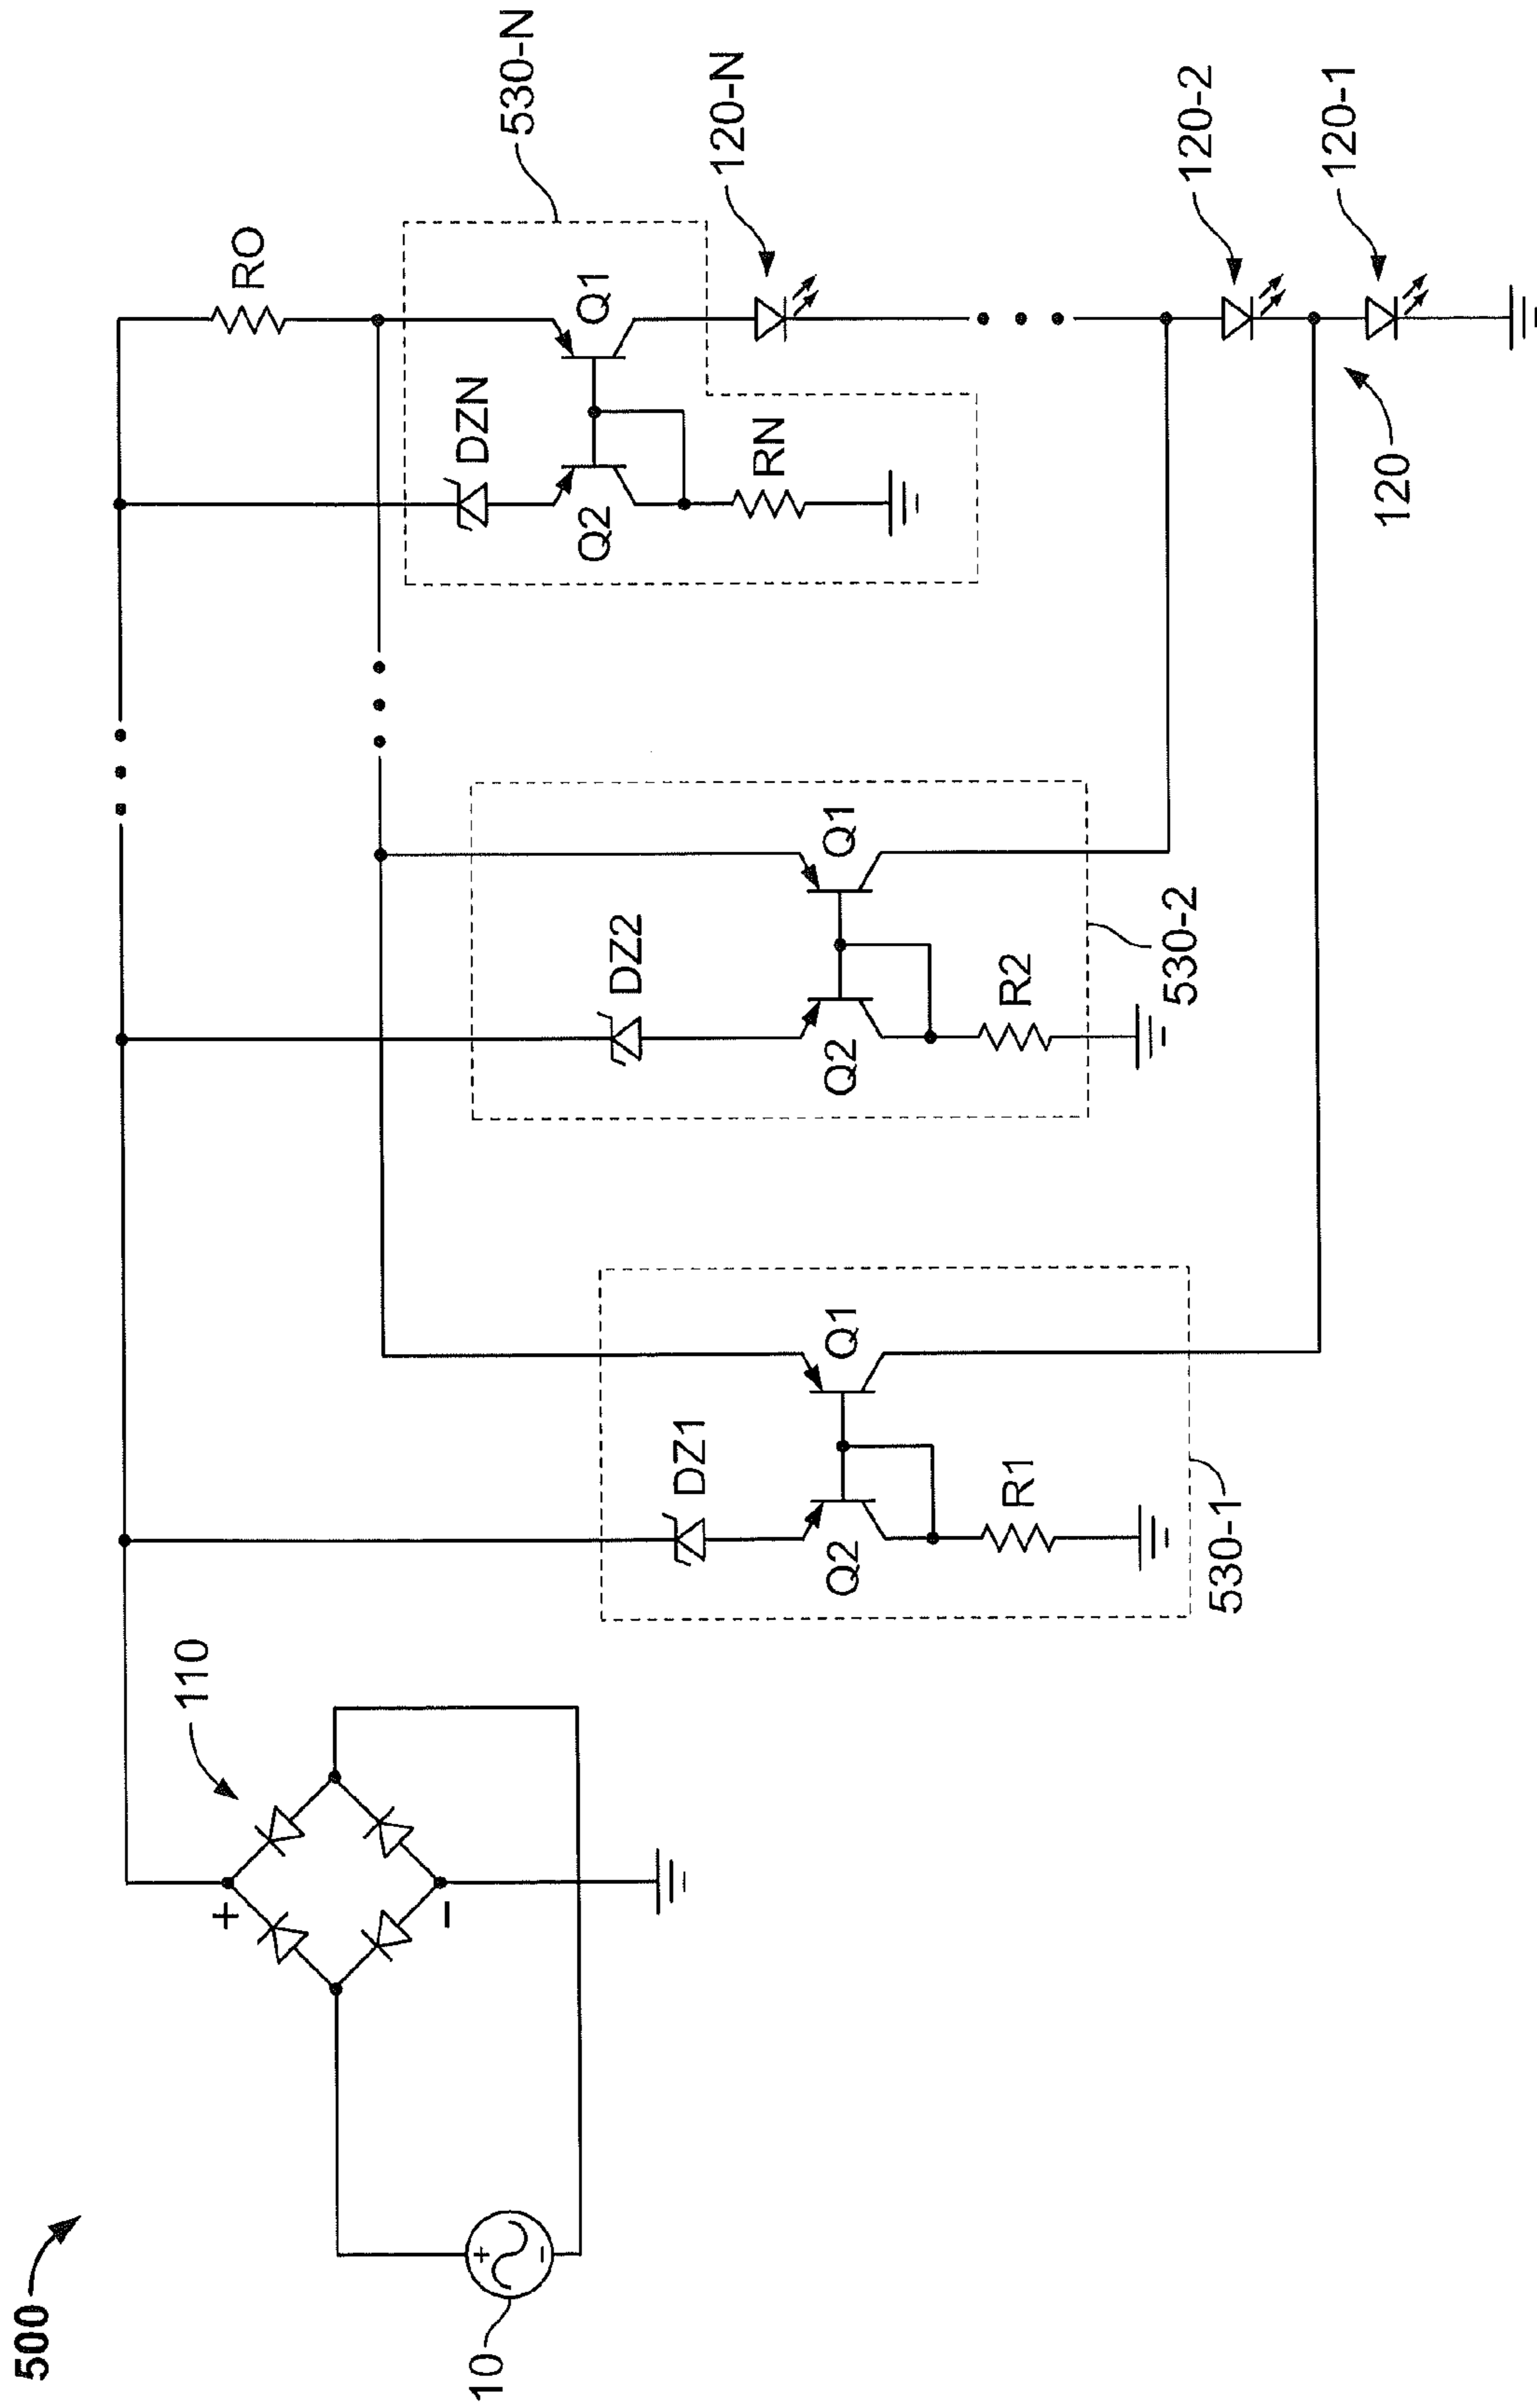 500
10
+
−
110
+
−
530-1
DZ1
Q2
Q1
R1
530-2
DZ2
Q2
Q1
R2
530-N
DZN
Q2
Q1
RN
RO
120-N
120-2
120-1
120